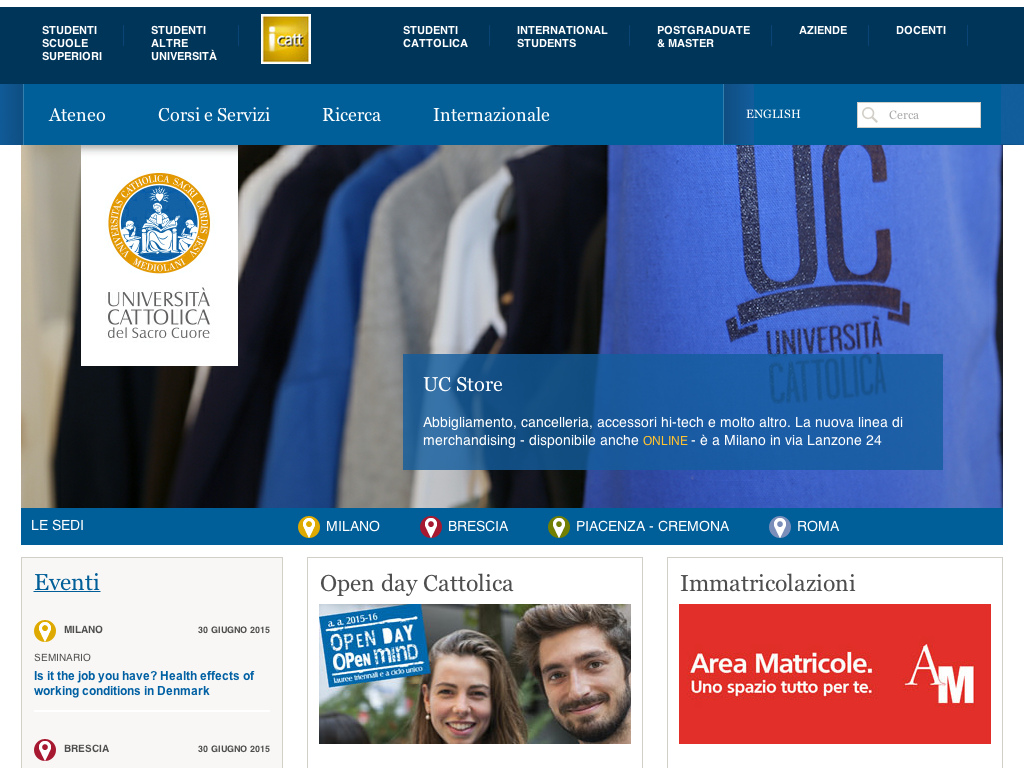 STUDENTI
SCUOLE
SUPERIORI
STUDENTI
ALTRE
UNIVERSITÀ
icatt
STUDENTI
CATTOLICA
INTERNATIONAL
STUDENTS
POSTGRADUATE
& MASTER
AZIENDE
DOCENTI
Ateneo
Corsi e Servizi
Ricerca
Internazionale
ENGLISH
Cerca
UNIVERSITAS CATHOLICA SACRI CORDIS JESU
MEDIOLANI
UNIVERSITÀ
CATTOLICA
del Sacro Cuore
UC
UNIVERSITÀ
CATTOLICA
UC Store
Abbigliamento, cancelleria, accessori hi-tech e molto altro. La nuova linea di
merchandising - disponibile anche ONLINE - è a Milano in via Lanzone 24
LE SEDI
MILANO
BRESCIA
PIACENZA - CREMONA
ROMA
Eventi
MILANO
30 GIUGNO 2015
SEMINARIO
Is it the job you have? Health effects of
working conditions in Denmark
BRESCIA
30 GIUGNO 2015
Open day Cattolica
a. a. 2015-16
OPEN DAY
OPEN MIND
lauree triennali e a ciclo unico
Immatricolazioni
Area Matricole.
Uno spazio tutto per te.
AM